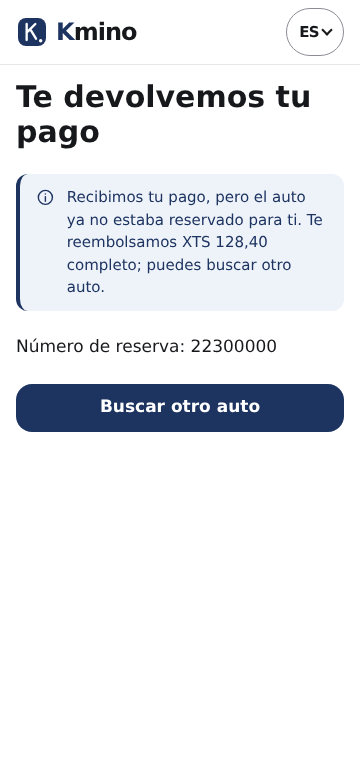 K. Kmino
ES
Te devolvemos tu
pago
Recibimos tu pago, pero el auto
ya no estaba reservado para ti. Te
reembolsamos XTS 128,40
completo; puedes buscar otro
auto.
Número de reserva: 22300000
Buscar otro auto